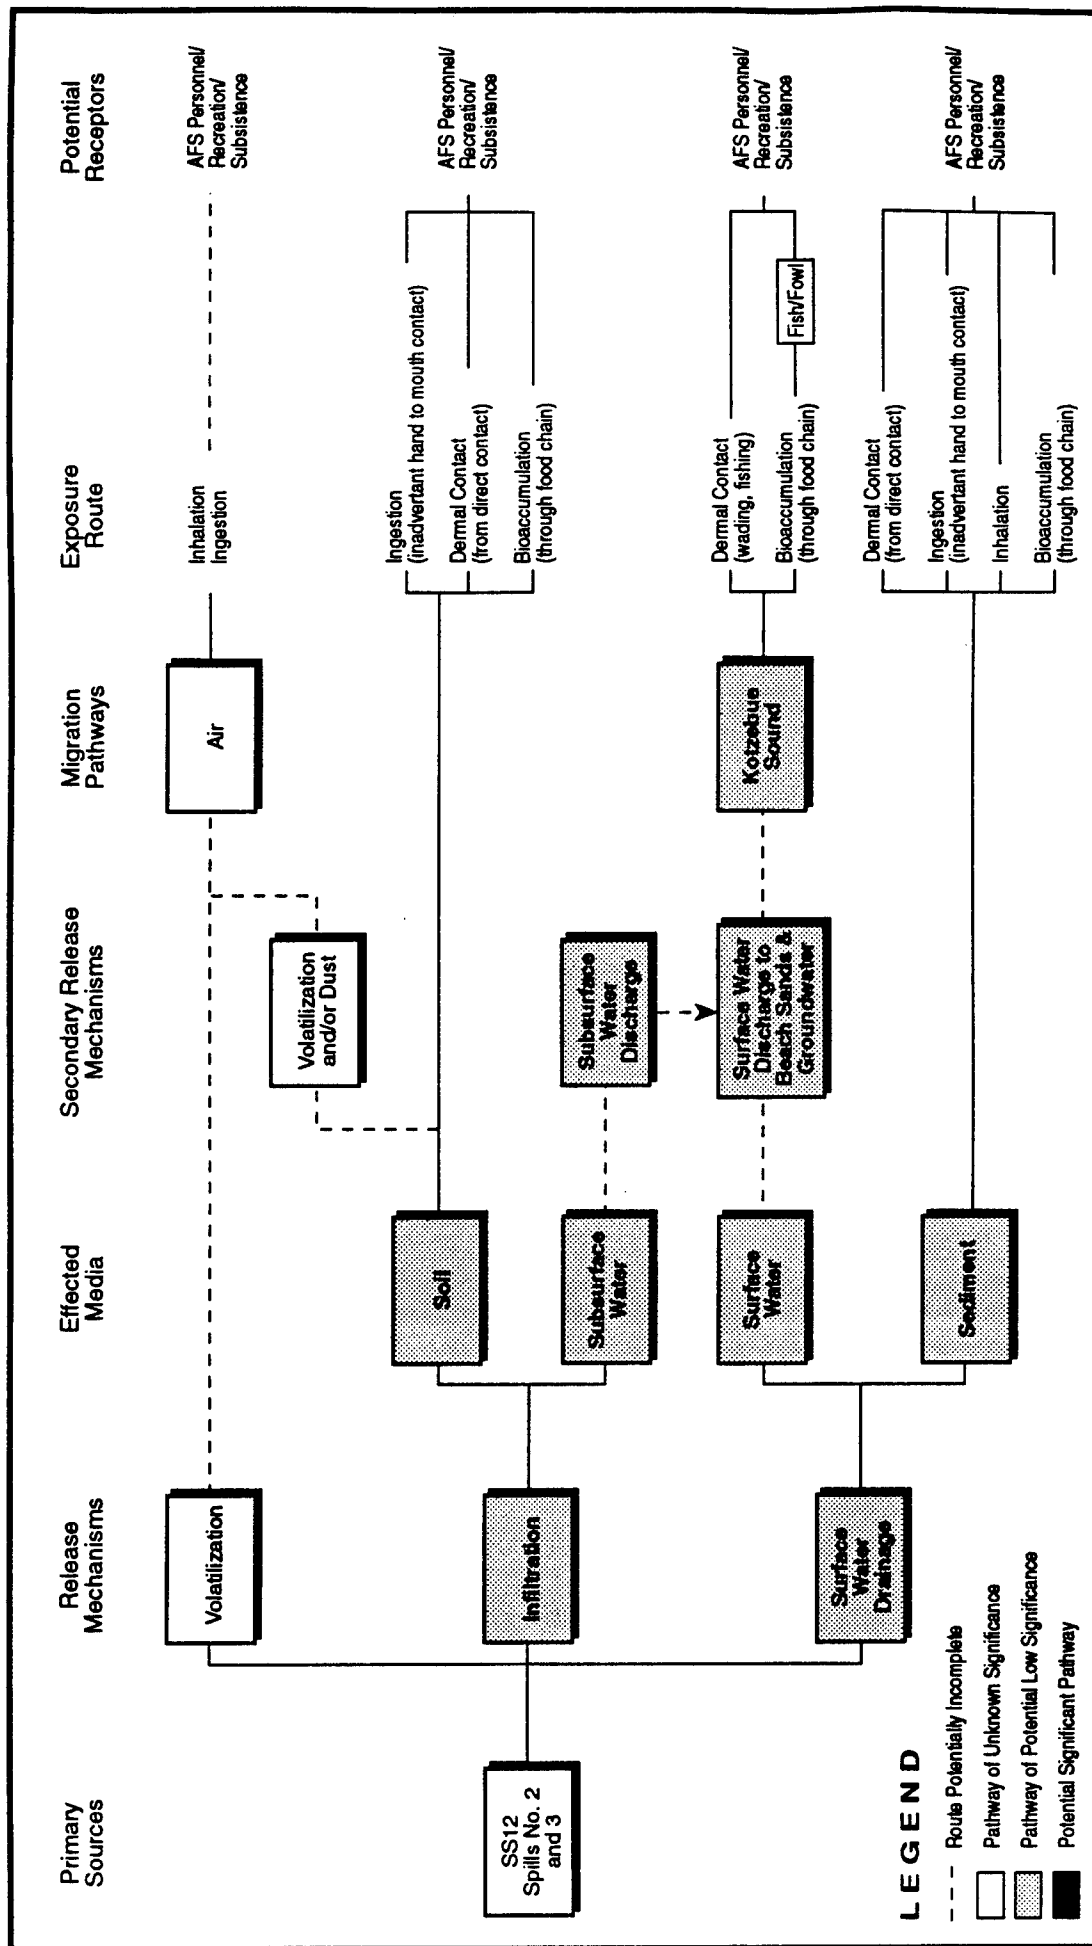 Primary
Sources
Release
Mechanisms
Effected
Media
Secondary Release
Mechanisms
Migration
Pathways
Exposure
Route
Potential
Receptors
SS12
Spills No. 2
and 3
Volatilization
Infiltration
Surface
Water
Drainage
Soil
Subsurface
Water
Surface
Water
Sediment
Volatilization
and/or Dust
Subsurface
Water
Discharge
Surface Water
Discharge to
Beach Sands &
Groundwater
Air
Kotzebue
Sound
Inhalation
Ingestion
Ingestion
(inadvertant hand to mouth contact)
Dermal Contact
(from direct contact)
Bioaccumulation
(through food chain)
Dermal Contact
(wading, fishing)
Bioaccumulation
(through food chain)
Fish/Fowl
Dermal Contact
(from direct contact)
Ingestion
(inadvertant hand to mouth contact)
Inhalation
Bioaccumulation
(through food chain)
AFS Personnel/
Recreation/
Subsistence
AFS Personnel/
Recreation/
Subsistence
AFS Personnel/
Recreation/
Subsistence
AFS Personnel/
Recreation/
Subsistence
LEGEND
Route Potentially Incomplete
Pathway of Unknown Significance
Pathway of Potential Low Significance
Potential Significant Pathway